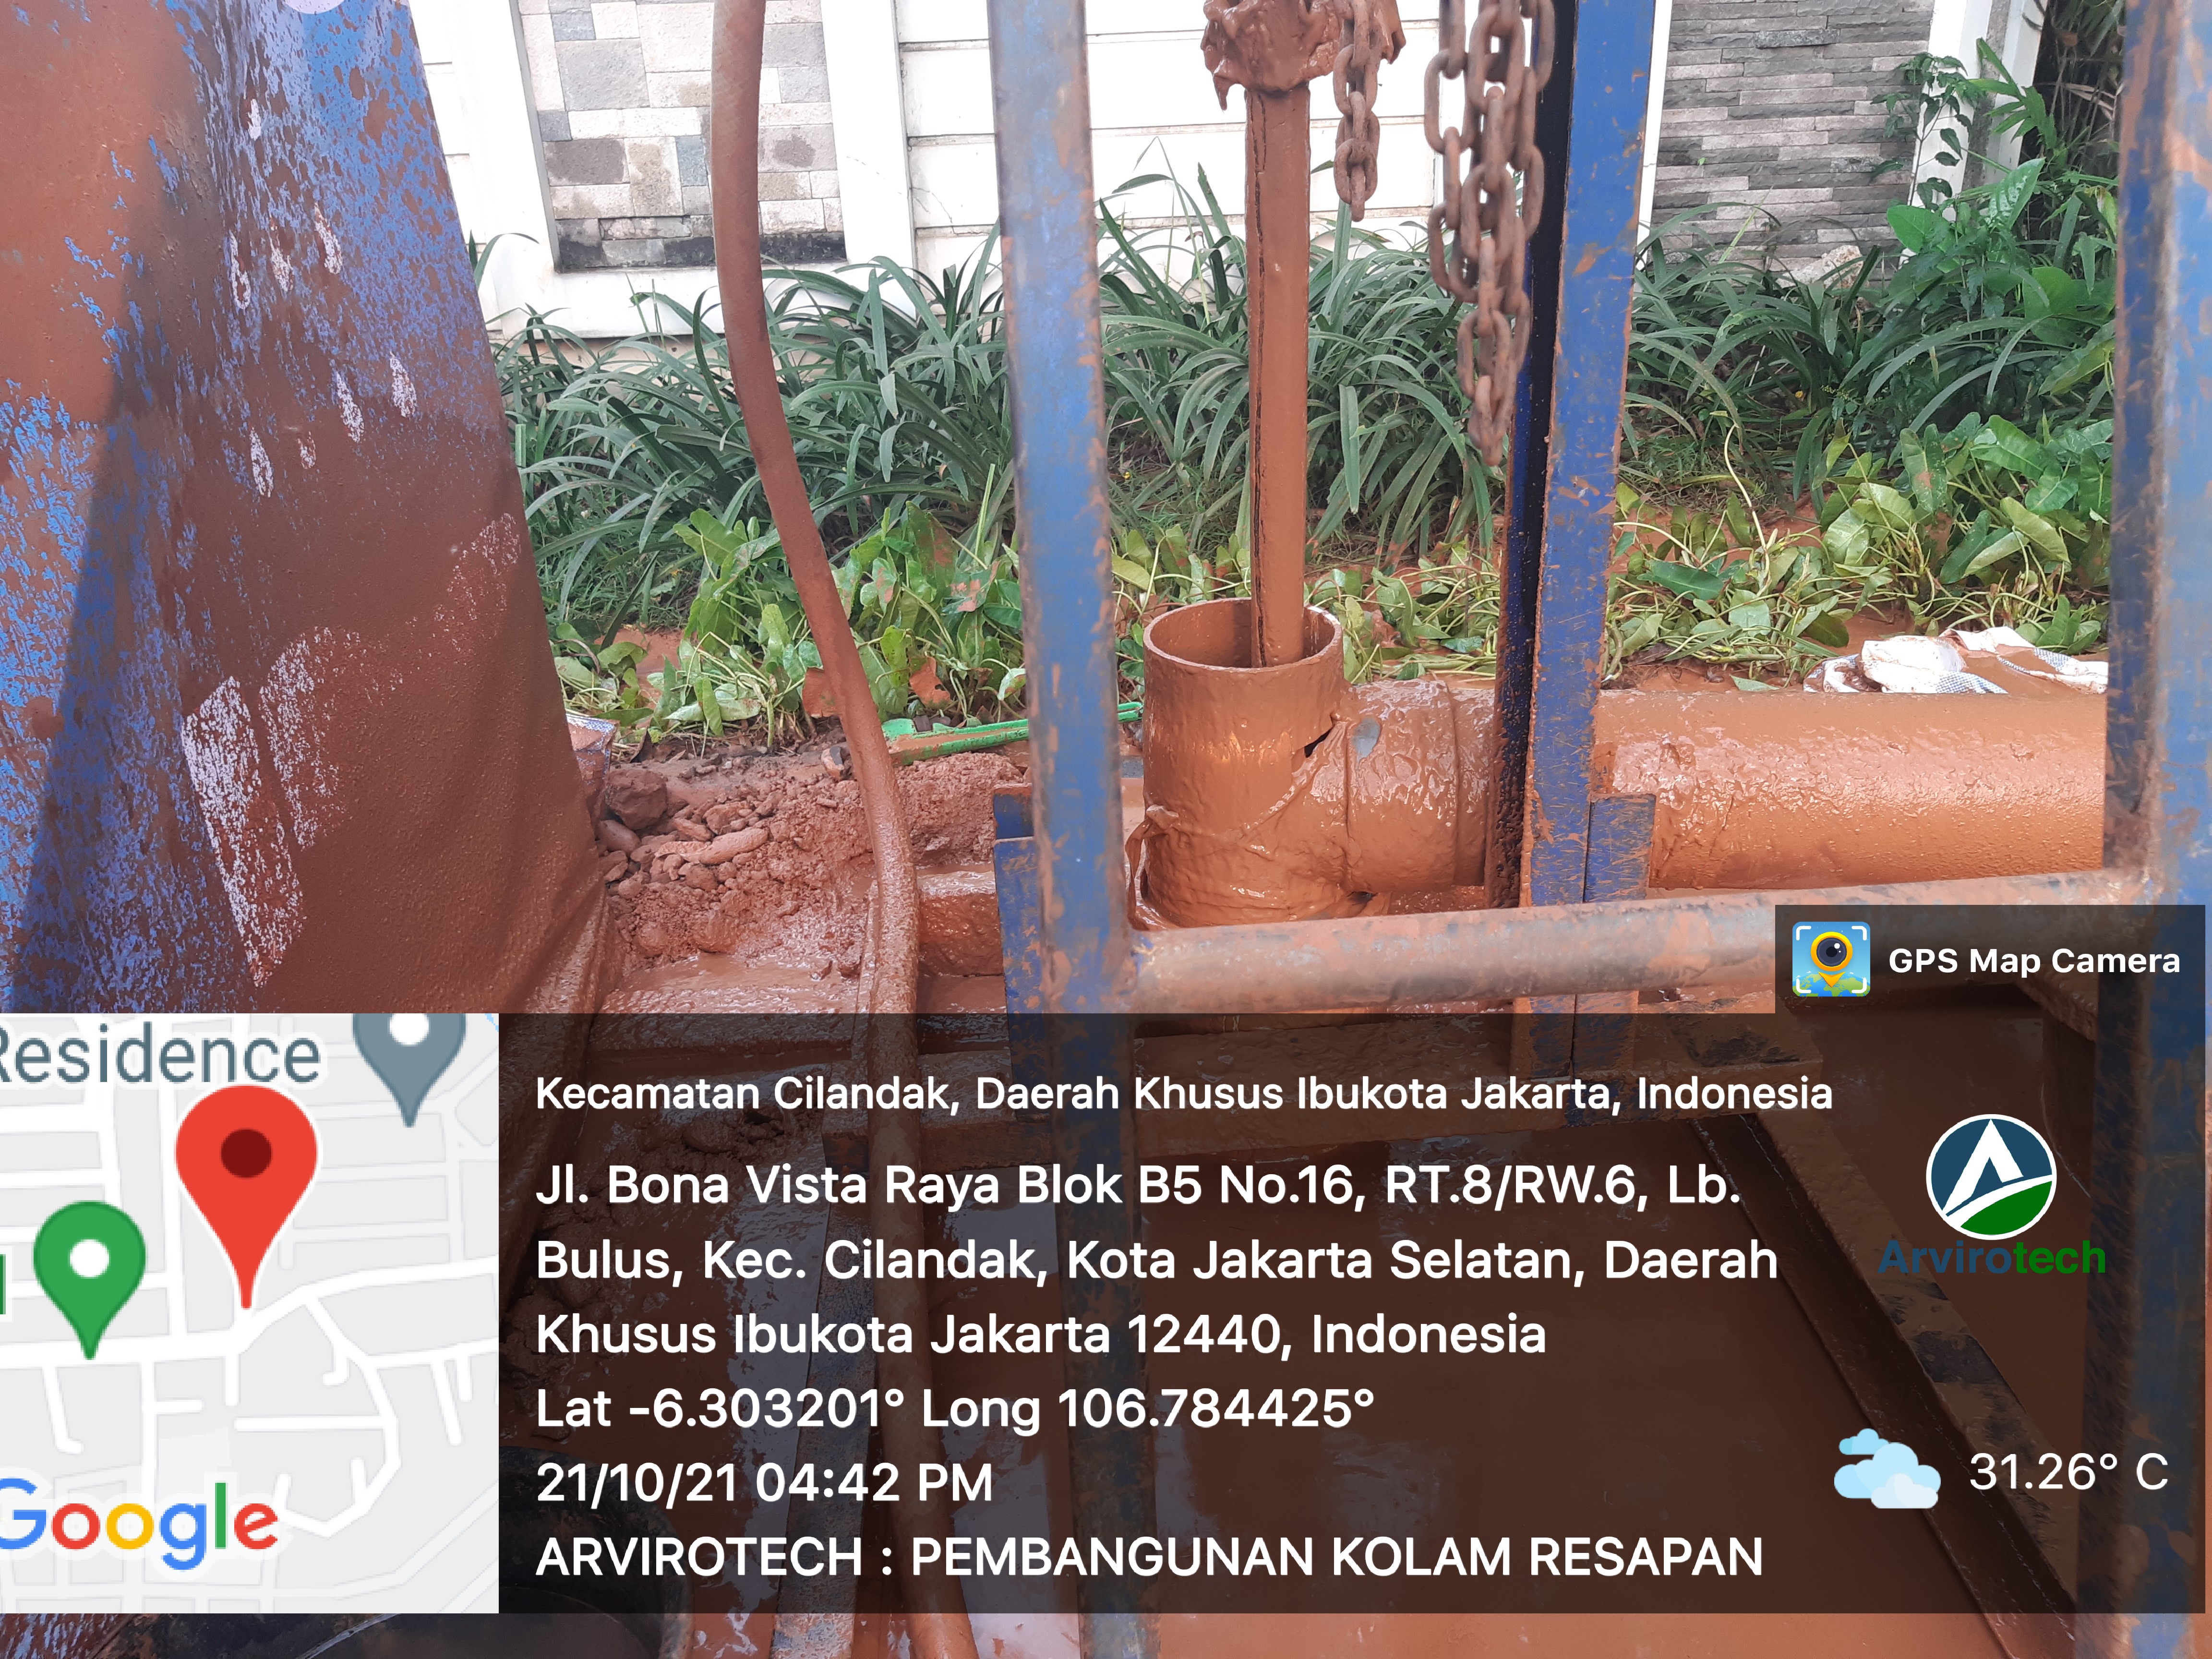 GPS Map Camera
Residence
Google
Kecamatan Cilandak, Daerah Khusus Ibukota Jakarta, Indonesia
Jl. Bona Vista Raya Blok B5 No.16, RT.8/RW.6, Lb.
Bulus, Kec. Cilandak, Kota Jakarta Selatan, Daerah
Khusus Ibukota Jakarta 12440, Indonesia
Lat -6.303201° Long 106.784425°
21/10/21 04:42 PM
ARVIROTECH : PEMBANGUNAN KOLAM RESAPAN
Arvirotech
31.26° C